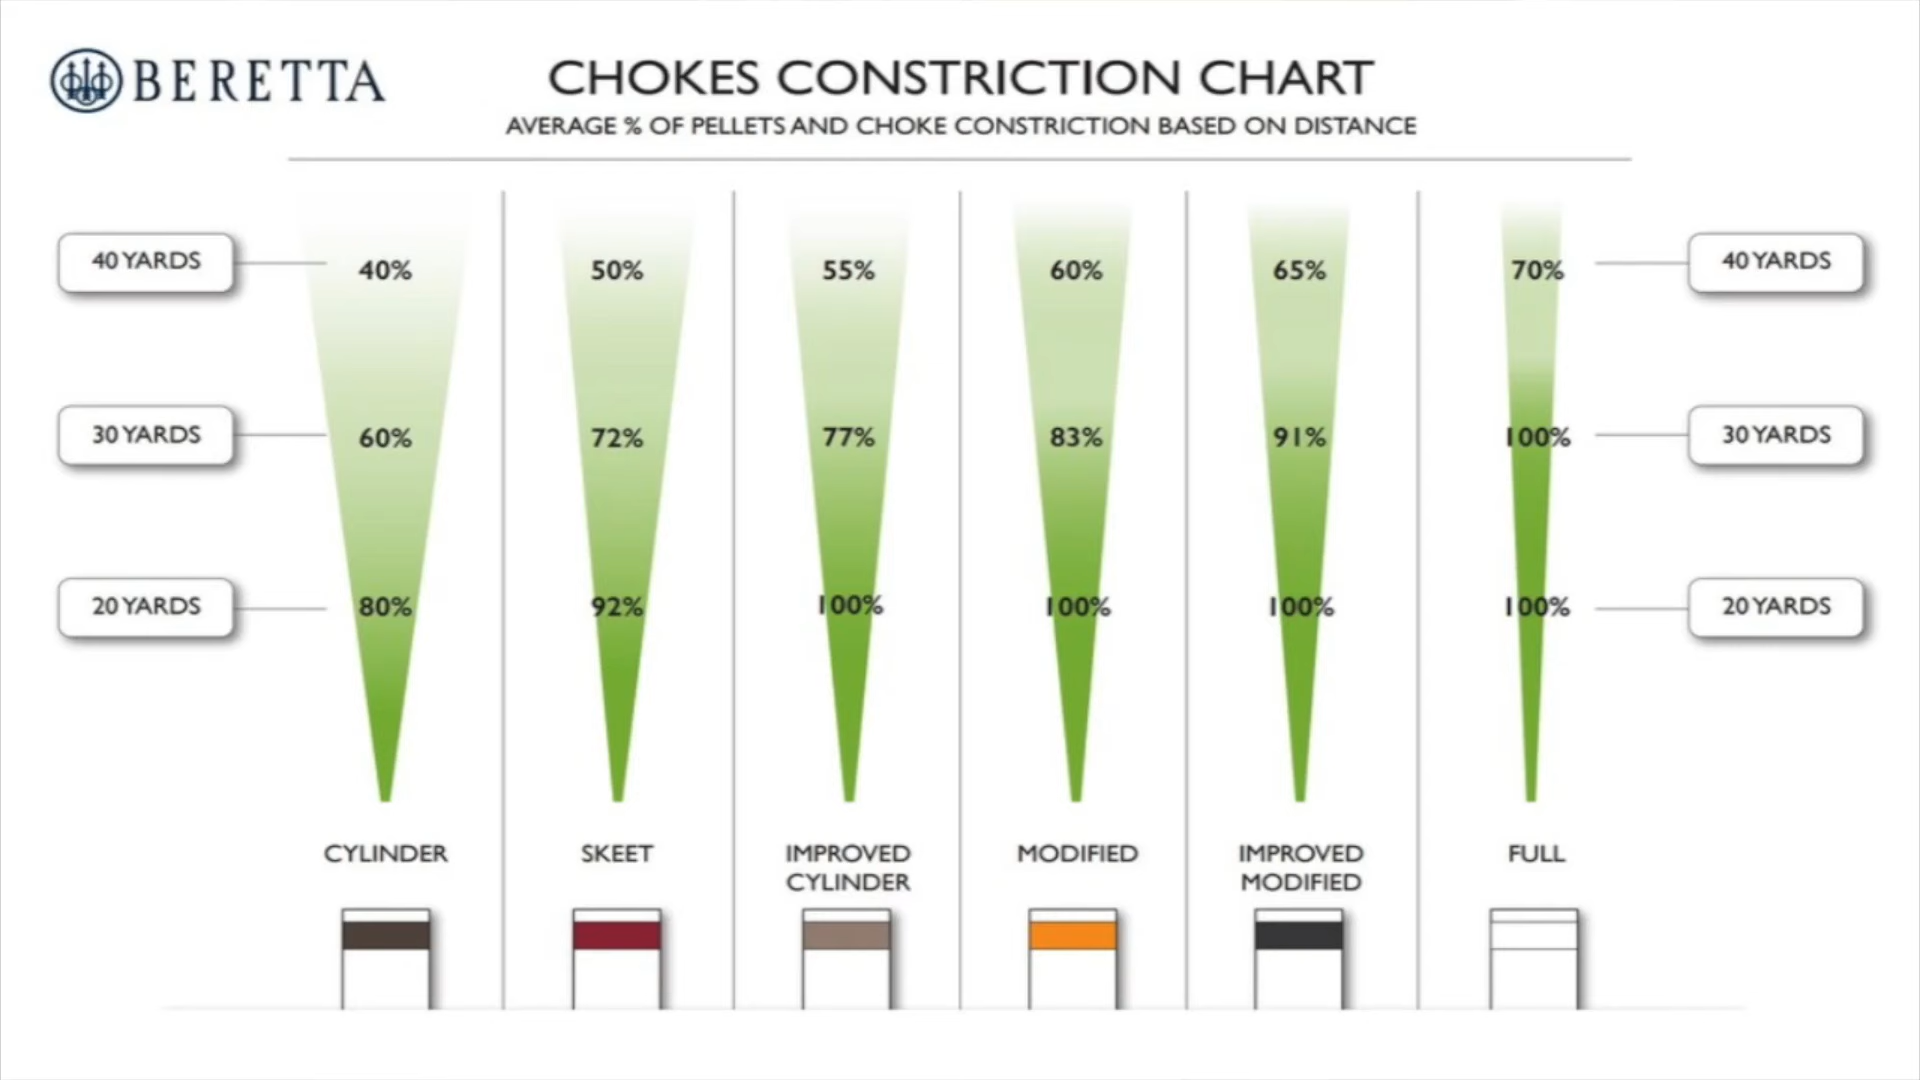 BERETTA
CHOKES CONSTRICTION CHART
AVERAGE % OF PELLETS AND CHOKE CONSTRICTION BASED ON DISTANCE
40 YARDS 40% 50% 55% 60% 65% 70% 40 YARDS
30 YARDS 60% 72% 77% 83% 91% 100% 30 YARDS
20 YARDS 80% 92% 100% 100% 100% 100% 20 YARDS
CYLINDER SKEET IMPROVED MODIFIED IMPROVED FULL
CYLINDER MODIFIED